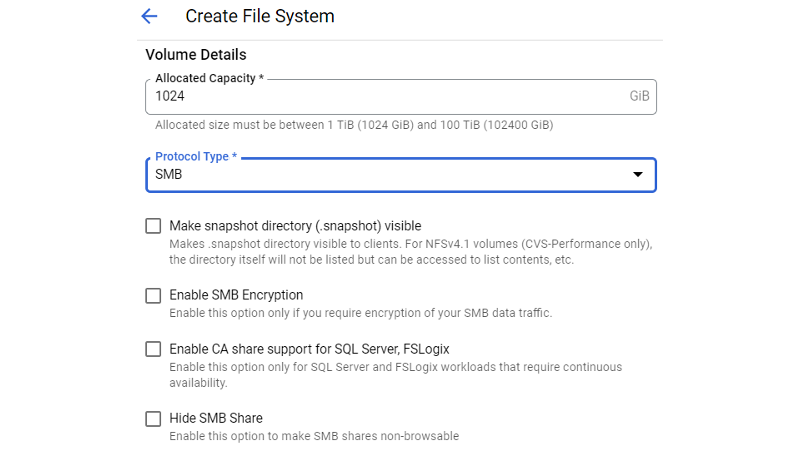 Create File System
Volume Details
Allocated Capacity *
1024 GiB
Allocated size must be between 1 TiB (1024 GiB) and 100 TiB (102400 GiB)
Protocol Type *
SMB
Make snapshot directory (.snapshot) visible
Makes .snapshot directory visible to clients. For NFSv4.1 volumes (CVS-Performance only),
the directory itself will not be listed but can be accessed to list contents, etc.
Enable SMB Encryption
Enable this option only if you require encryption of your SMB data traffic.
Enable CA share support for SQL Server, FSLogix
Enable this option only for SQL Server and FSLogix workloads that require continuous
availability.
Hide SMB Share
Enable this option to make SMB shares non-browsable